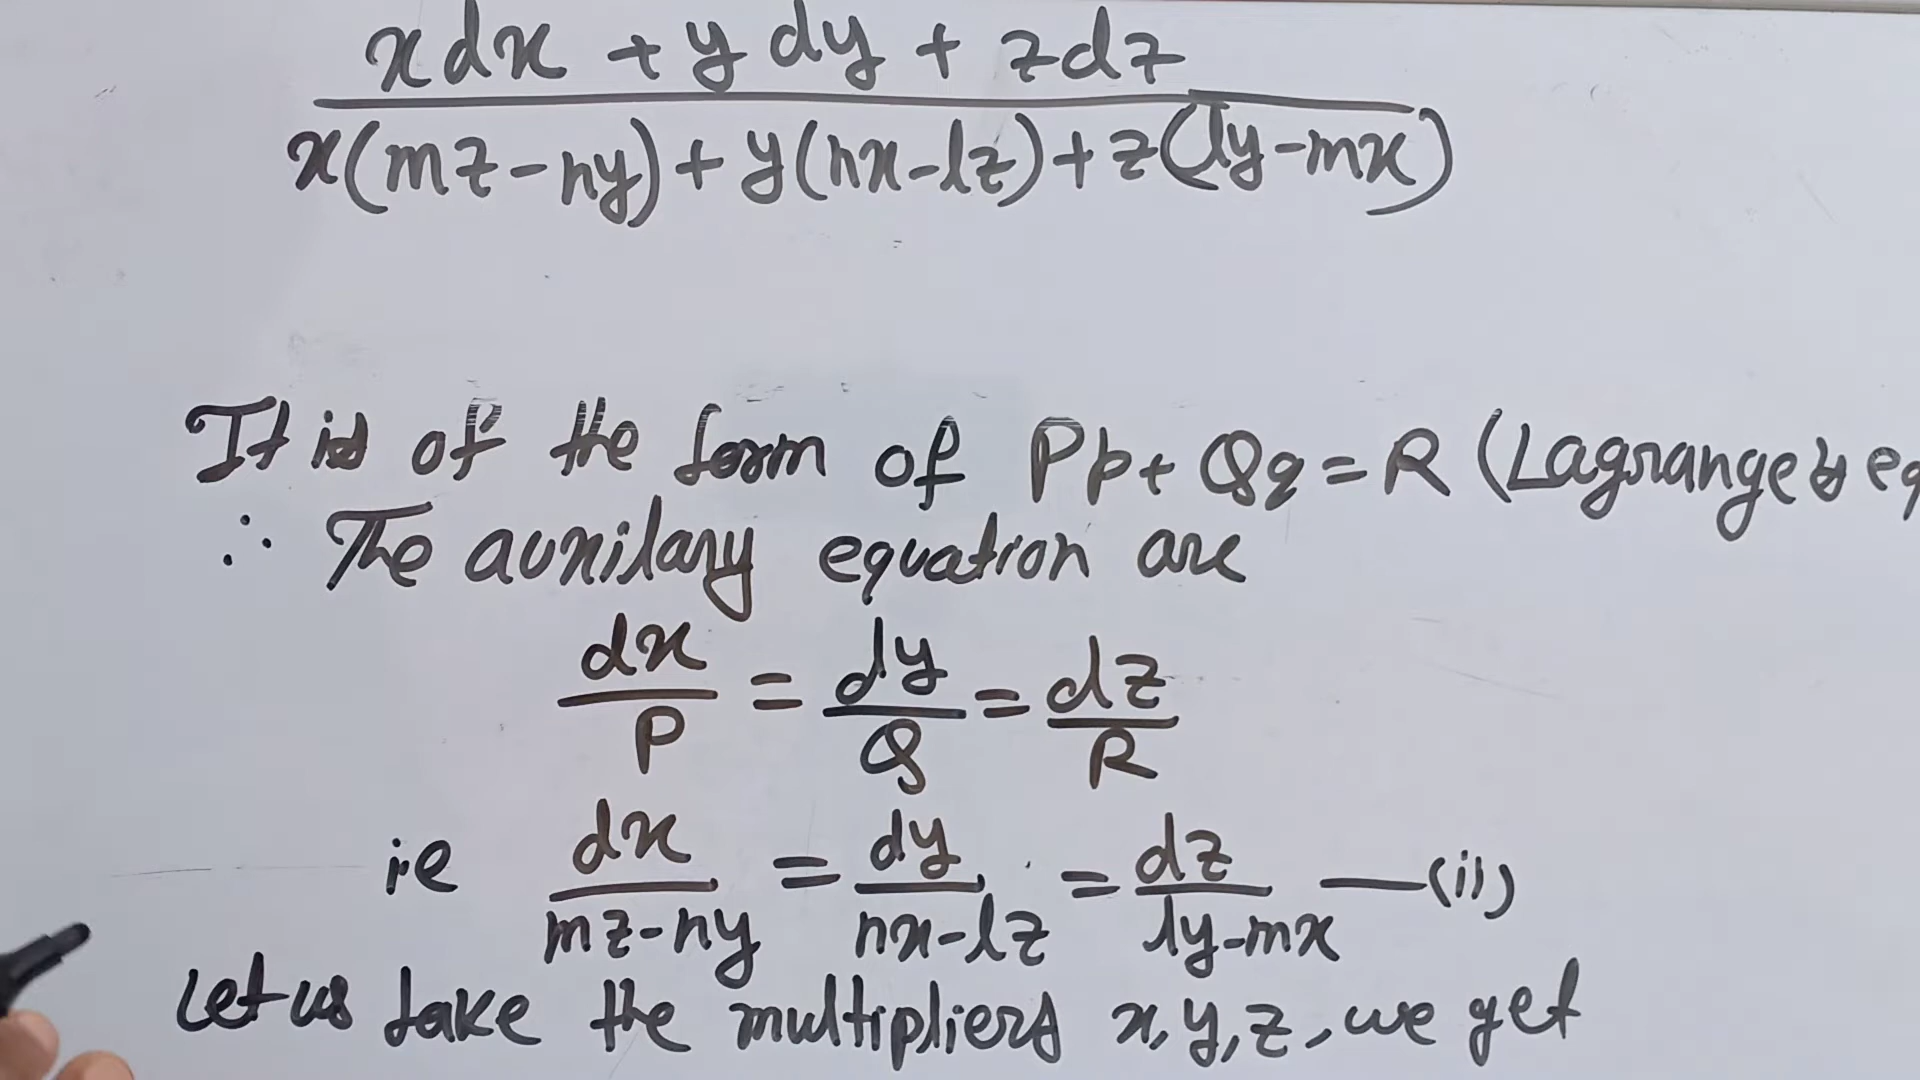 xdx + y dy + zdz
x(mz-ny) + y(nx-lz) + z(ly-mx)
It is of the form of Pp + Qq = R (Lagrange's eq
∴ The auxilary equation are
dx/P = dy/Q = dz/R
ie dx/mz-ny = dy/nx-lz = dz/ly-mx —(ii)
Let us take the multipliers x, y, z, we get